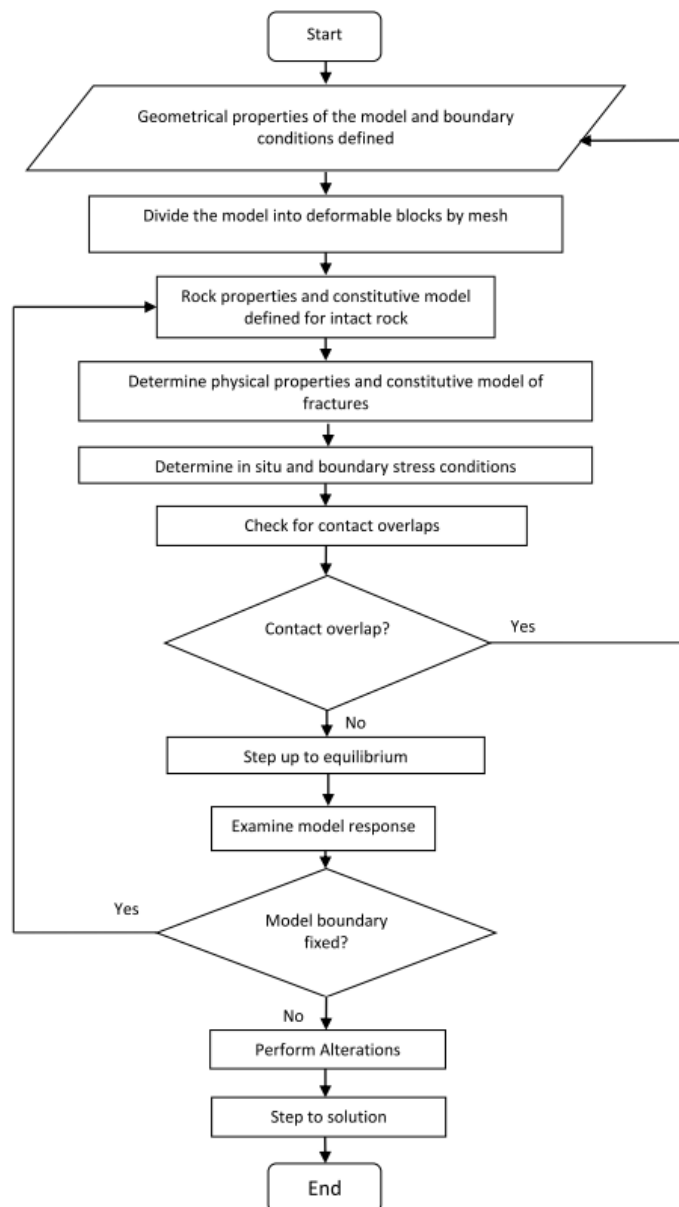 Start
Geometrical properties of the model and boundary
conditions defined
Divide the model into deformable blocks by mesh
Rock properties and constitutive model
defined for intact rock
Determine physical properties and constitutive model of
fractures
Determine in situ and boundary stress conditions
Check for contact overlaps
Contact overlap?
Yes
No
Step up to equilibrium
Examine model response
Yes
Model boundary
fixed?
No
Perform Alterations
Step to solution
End